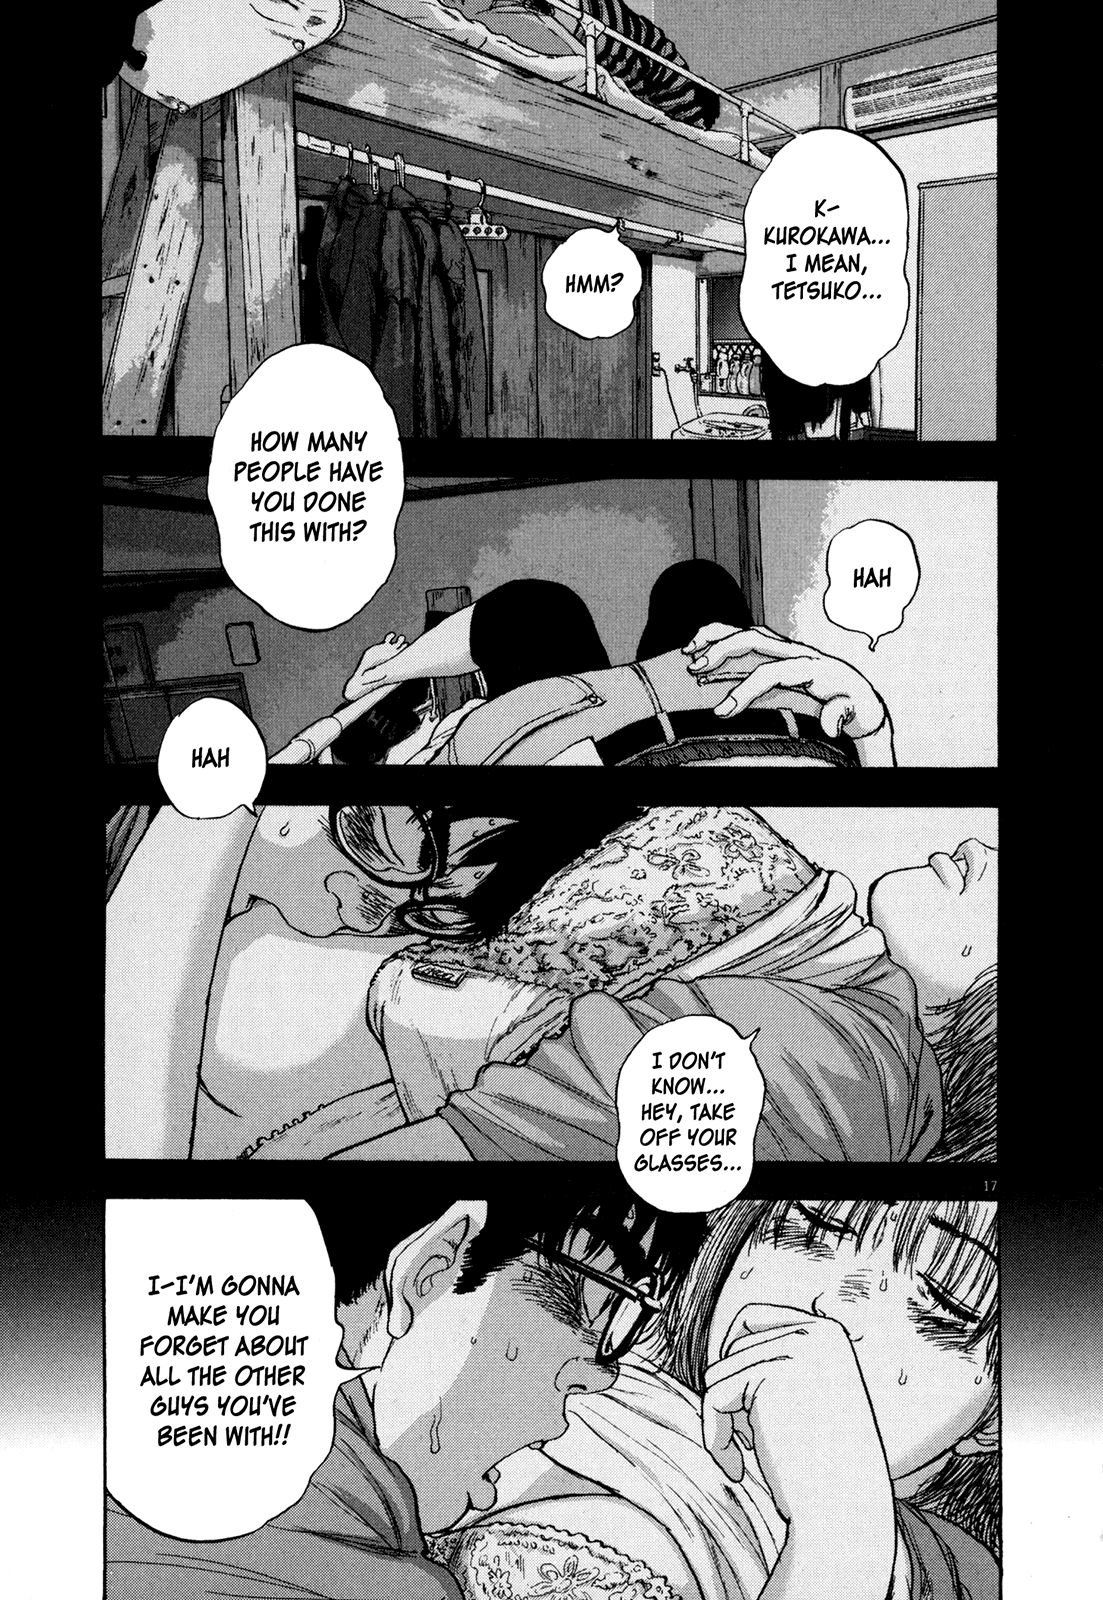 K-
KUROKAWA...
I MEAN,
TETSUKO...
HMM?
HOW MANY
PEOPLE HAVE
YOU DONE
THIS WITH?
HAH
HAH
I DON'T
KNOW...
HEY, TAKE
OFF YOUR
GLASSES...
17
I-I'M GONNA
MAKE YOU
FORGET ABOUT
ALL THE OTHER
GUYS YOU'VE
BEEN WITH!!